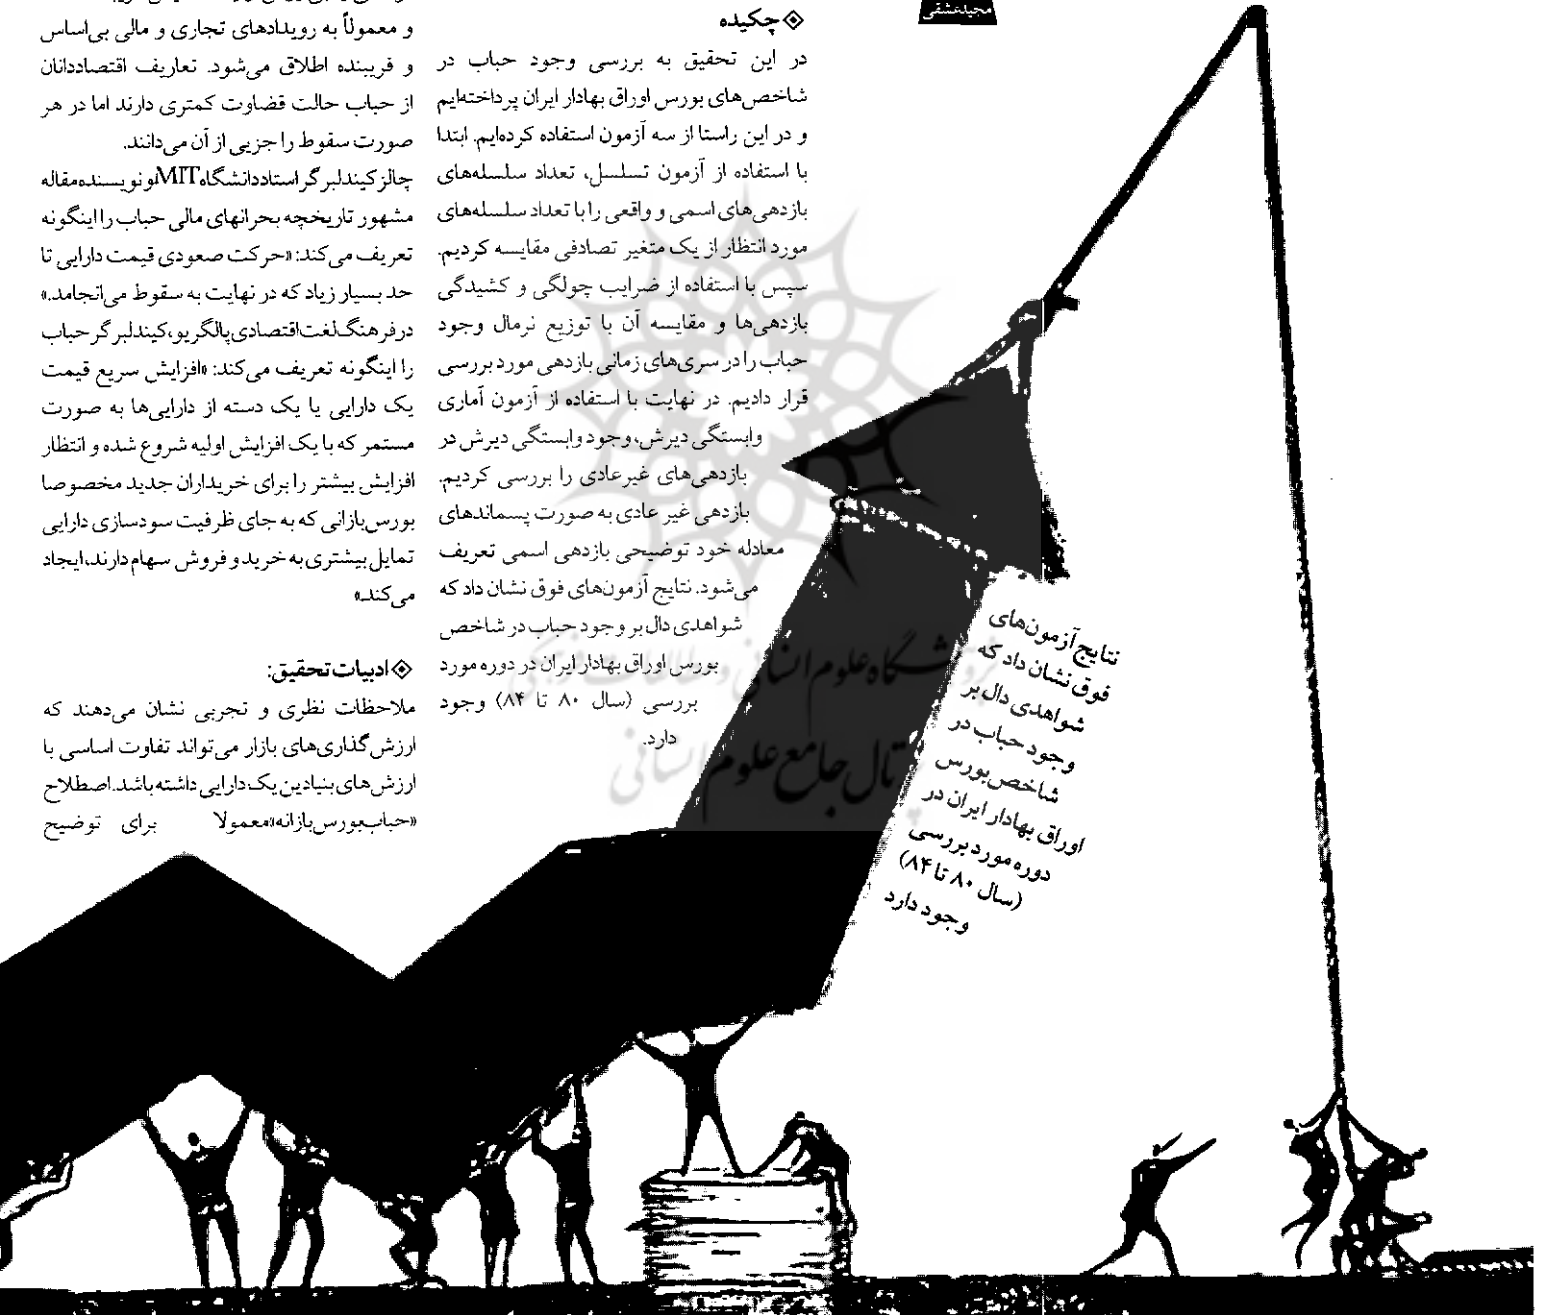 مجید عشقی
چکیده
در این تحقیق به بررسی وجود حباب در
شاخص‌های بورس اوراق بهادار ایران پرداخته‌ایم
و در این راستا از سه آزمون استفاده کرده‌ایم. ابتدا
با استفاده از آزمون تسلسل، تعداد سلسله‌های
بازدهی‌های اسمی و واقعی را با تعداد سلسله‌های
مورد انتظار از یک متغیر تصادفی مقایسه کردیم.
سپس با استفاده از ضرایب چولگی و کشیدگی
بازدهی‌ها و مقایسه آن با توزیع نرمال وجود
حباب را در سری‌های زمانی بازدهی مورد بررسی
قرار دادیم. در نهایت با استفاده از آزمون آماری
وابستگی دیرش، وجود وابستگی دیرش در
بازدهی‌های غیرعادی را بررسی کردیم.
بازدهی غیر عادی به صورت پسماندهای
معادله خود توضیحی بازدهی اسمی تعریف
می‌شود. نتایج آزمون‌های فوق نشان داد که
شواهدی دال بر وجود حباب در شاخص
بورس اوراق بهادار ایران در دوره مورد
بررسی (سال ۸۰ تا ۸۴) وجود
دارد.
و معمولاً به رویدادهای تجاری و مالی بی‌اساس
و فریبنده اطلاق می‌شود. تعاریف اقتصاددانان
از حباب حالت قضاوت کمتری دارند اما در هر
صورت سقوط را جزیی از آن می‌دانند.
چالز کیندلبرگر استاد دانشگاه MIT و نویسنده مقاله
مشهور تاریخچه بحرانهای مالی حباب را اینگونه
تعریف می‌کند: «حرکت صعودی قیمت دارایی تا
حد بسیار زیاد که در نهایت به سقوط می‌انجامد.»
در فرهنگ لغت اقتصادی پالگریو، کیندلبرگر حباب
را اینگونه تعریف می‌کند: «افزایش سریع قیمت
یک دارایی یا یک دسته از دارایی‌ها به صورت
مستمر که با یک افزایش اولیه شروع شده و انتظار
افزایش بیشتر را برای خریداران جدید مخصوصا
بورس‌بازانی که به جای ظرفیت سودسازی دارایی
تمایل بیشتری به خرید و فروش سهام دارند، ایجاد
می‌کند.»
ادبیات تحقیق:
ملاحظات نظری و تجربی نشان می‌دهند که
ارزش‌گذاری‌های بازار می‌تواند تفاوت اساسی با
ارزش‌های بنیادین یک دارایی داشته باشد. اصطلاح
«حباب بورس‌بازانه» معمولا برای توضیح
نتایج آزمون‌های
فوق نشان داد که
شواهدی دال بر
وجود حباب در
شاخص بورس
اوراق بهادار ایران در
دوره مورد بررسی
(سال ۸۰ تا ۸۴)
وجود دارد
پژوهشگاه علوم انسانی و مطالعات فرهنگی
پرتال جامع علوم انسانی